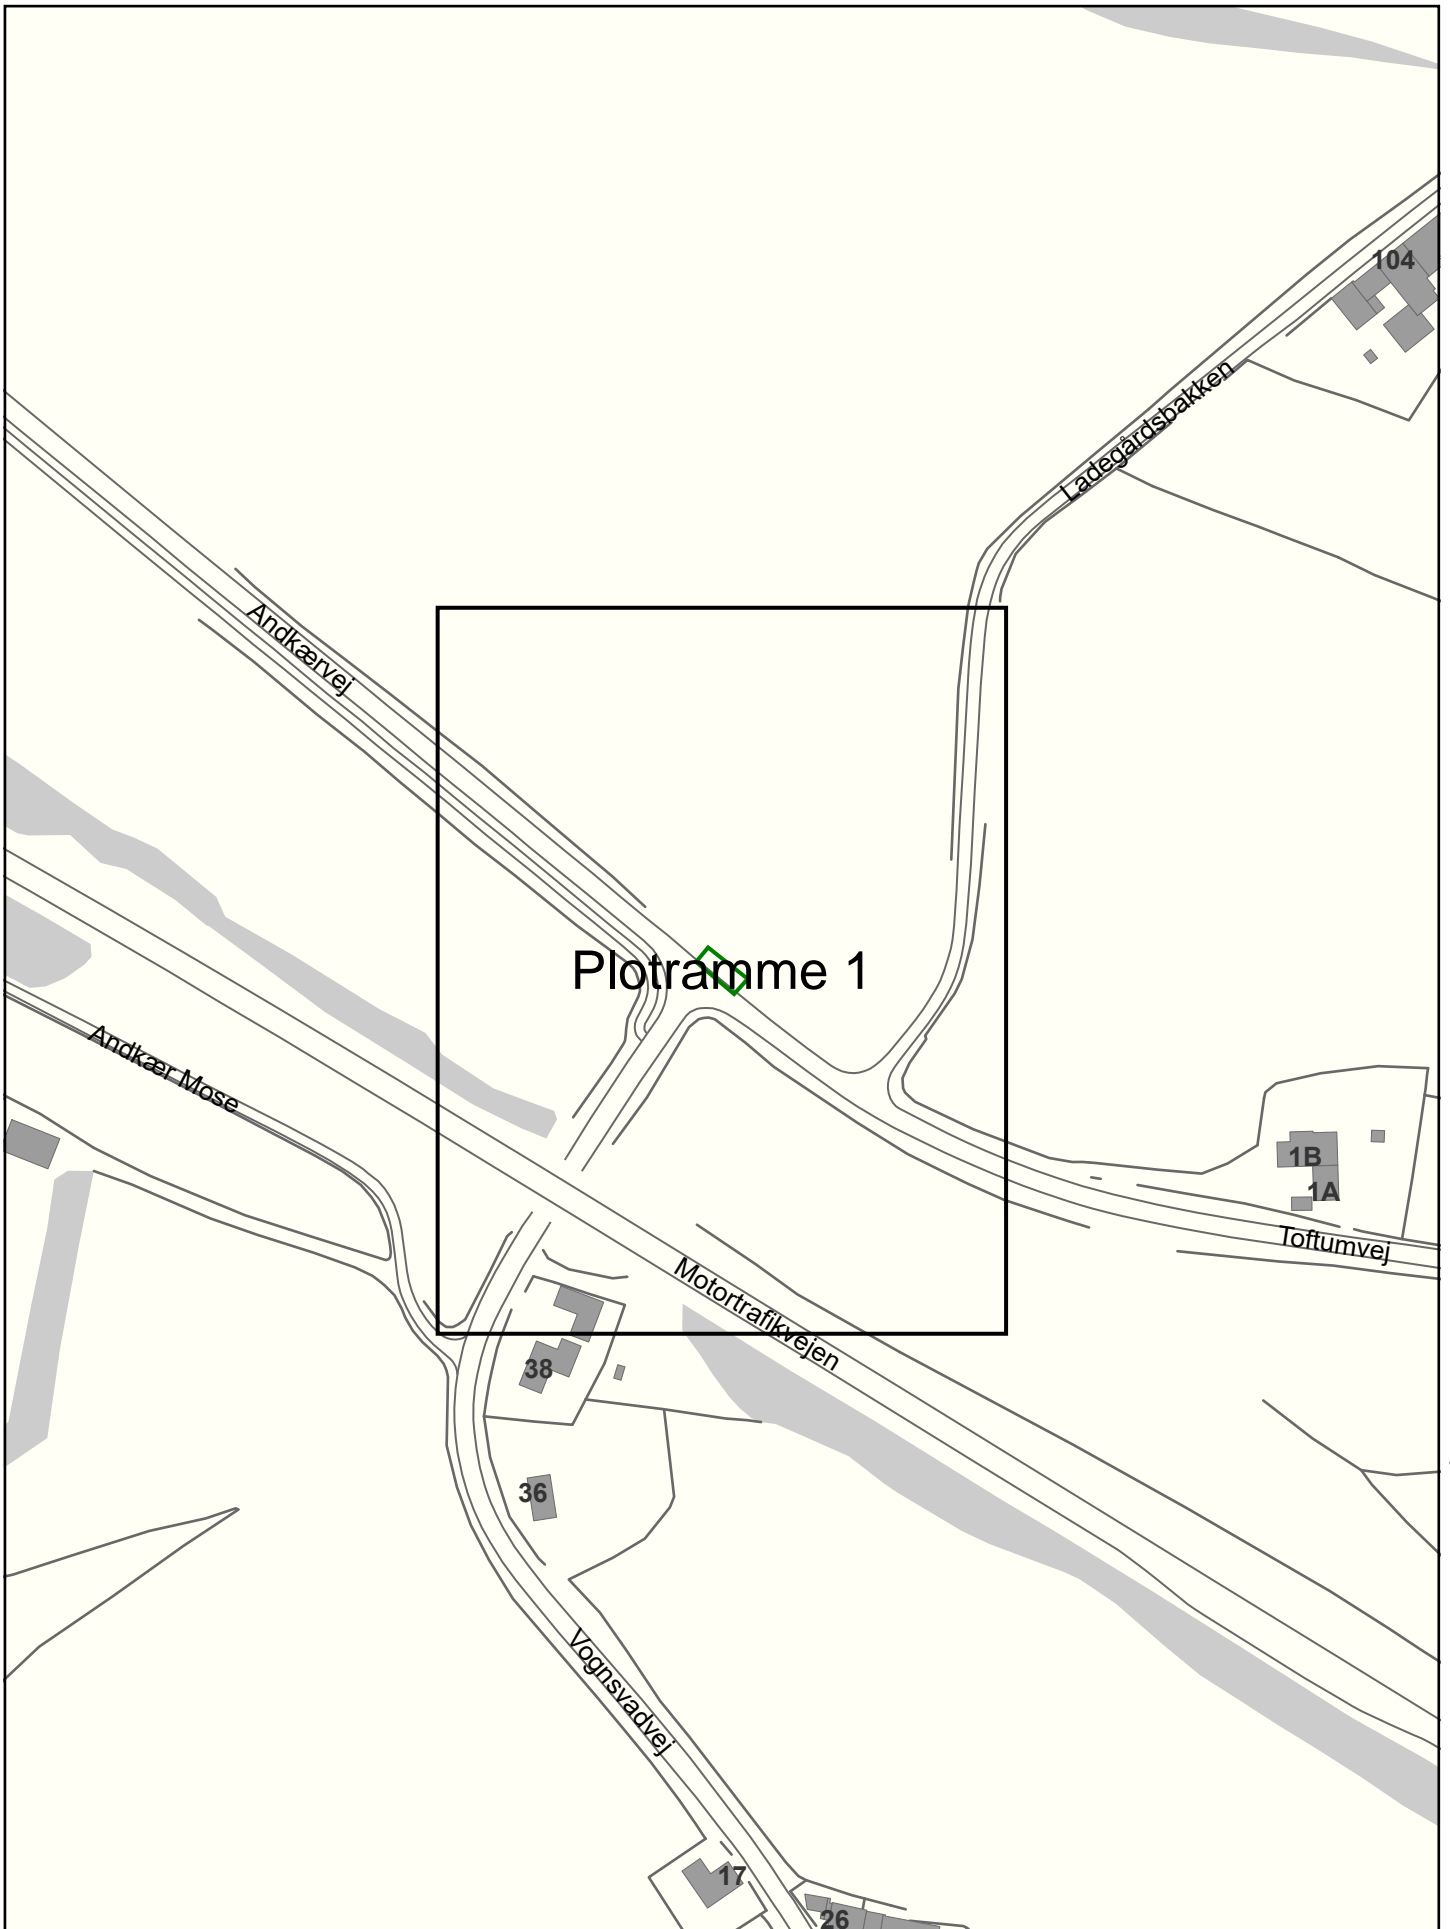 104
Ladegårdsbakken
Andkærvej
Plotramme 1
Andkær Mose
1B
1A
Toftumvej
Motortrafikvejen
38
36
Vognsvadvej
17
26